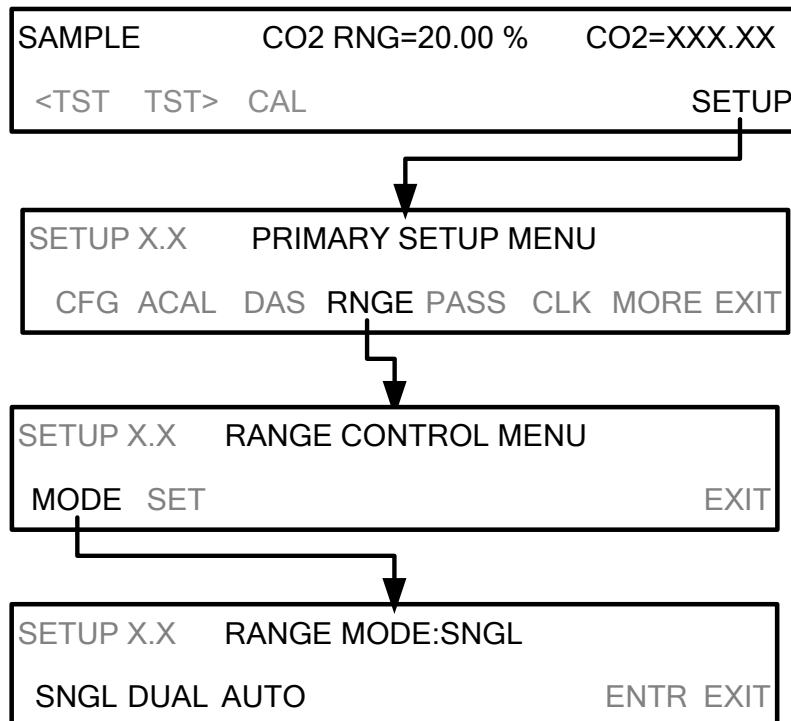 SAMPLE CO2 RNG=20.00 % CO2=XXX.XX
<TST TST> CAL SETUP
SETUP X.X PRIMARY SETUP MENU
CFG ACAL DAS RNGE PASS CLK MORE EXIT
SETUP X.X RANGE CONTROL MENU
MODE SET EXIT
SETUP X.X RANGE MODE:SNGL
SNGL DUAL AUTO ENTR EXIT